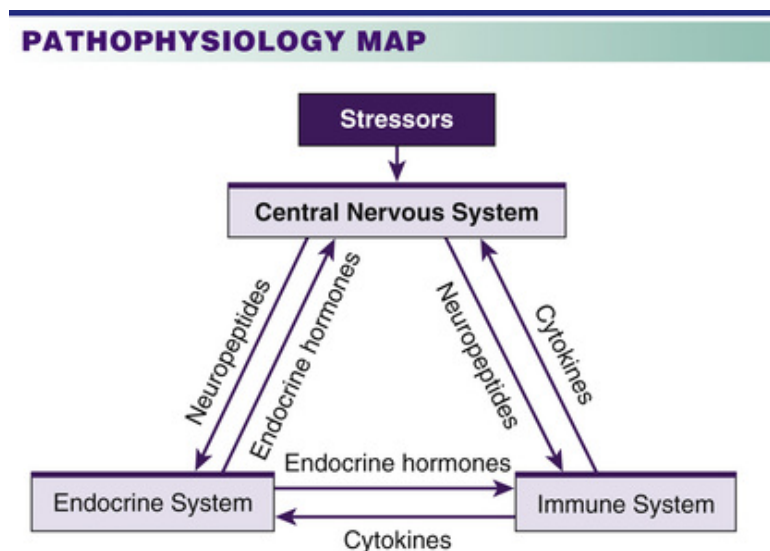 PATHOPHYSIOLOGY MAP
Stressors
Central Nervous System
Neuropeptides
Endocrine hormones
Neuropeptides
Cytokines
Endocrine hormones
Endocrine System
Immune System
Cytokines